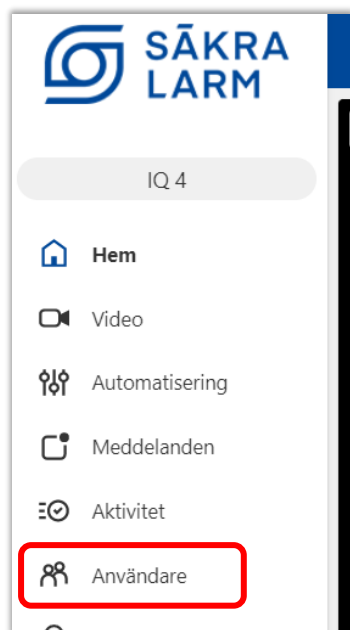 SĀKRA
LARM
IQ 4
Hem
Video
Automatisering
Meddelanden
Aktivitet
Användare